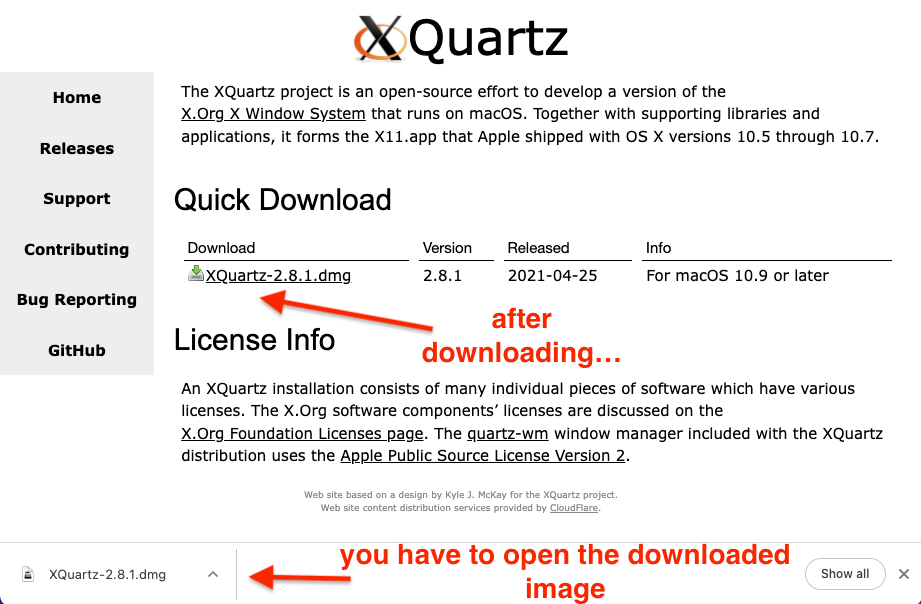 XQuartz
Home
Releases
Support
Contributing
Bug Reporting
GitHub
The XQuartz project is an open-source effort to develop a version of the
X.Org X Window System that runs on macOS. Together with supporting libraries and
applications, it forms the X11.app that Apple shipped with OS X versions 10.5 through 10.7.
Quick Download
Download Version Released Info
XQuartz-2.8.1.dmg 2.8.1 2021-04-25 For macOS 10.9 or later
after
downloading...
License Info
An XQuartz installation consists of many individual pieces of software which have various
licenses. The X.Org software components’ licenses are discussed on the
X.Org Foundation Licenses page. The quartz-wm window manager included with the XQuartz
distribution uses the Apple Public Source License Version 2.
Web site based on a design by Kyle J. McKay for the XQuartz project.
Web site content distribution services provided by CloudFlare.
you have to open the downloaded
image
XQuartz-2.8.1.dmg
Show all